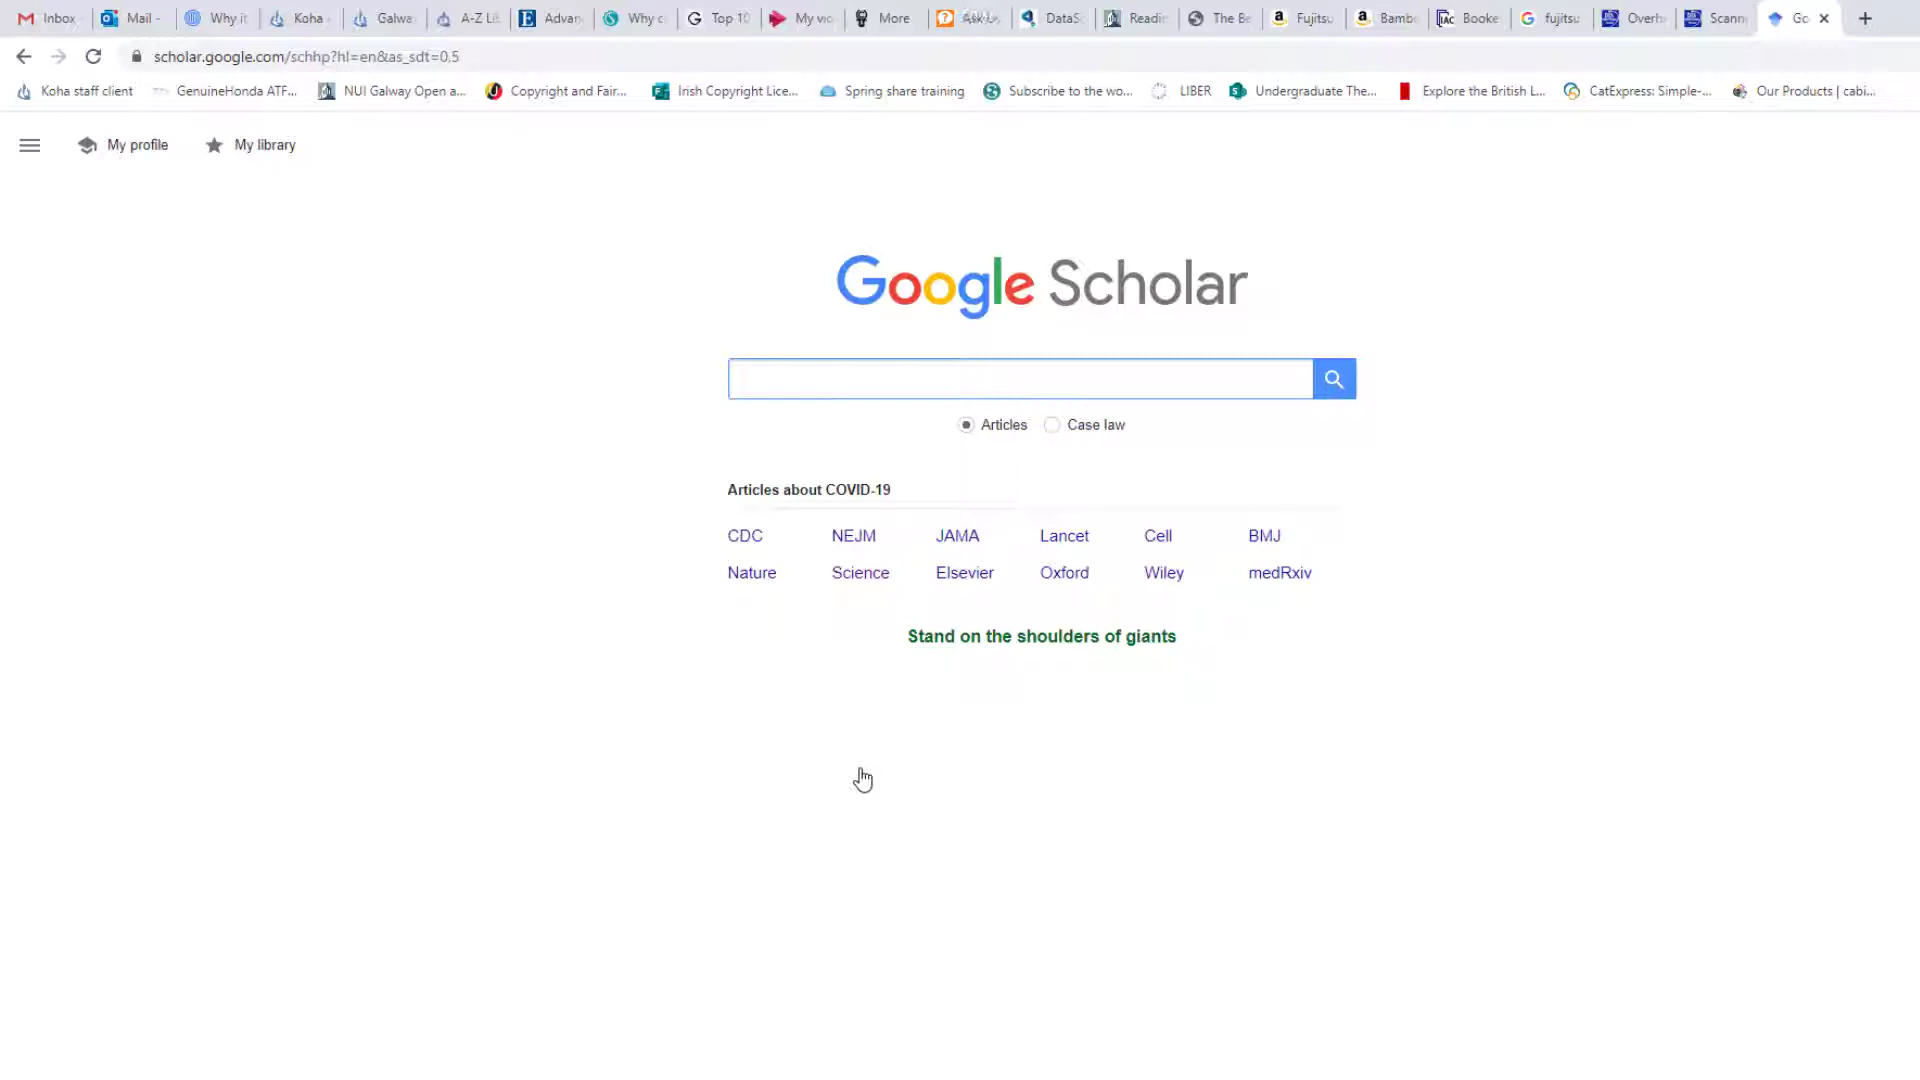 Inbox Mail - Why it Koha - Galwa A-Z Li Advan Why c Top 10 My vi More Ask Us DataS Readin The Be Fujitsu Bamb Booke fujitsu Overh Scann Go
scholar.google.com/schhp?hl=en&as_sdt=0,5
Koha staff client GenuineHonda ATF... NUI Galway Open a... Copyright and Fair... Irish Copyright Lice... Spring share training Subscribe to the wo... LIBER Undergraduate The... Explore the British L... CatExpress: Simple-... Our Products | cabi...
My profile My library
Google Scholar
Articles Case law
Articles about COVID-19
CDC NEJM JAMA Lancet Cell BMJ
Nature Science Elsevier Oxford Wiley medRxiv
Stand on the shoulders of giants